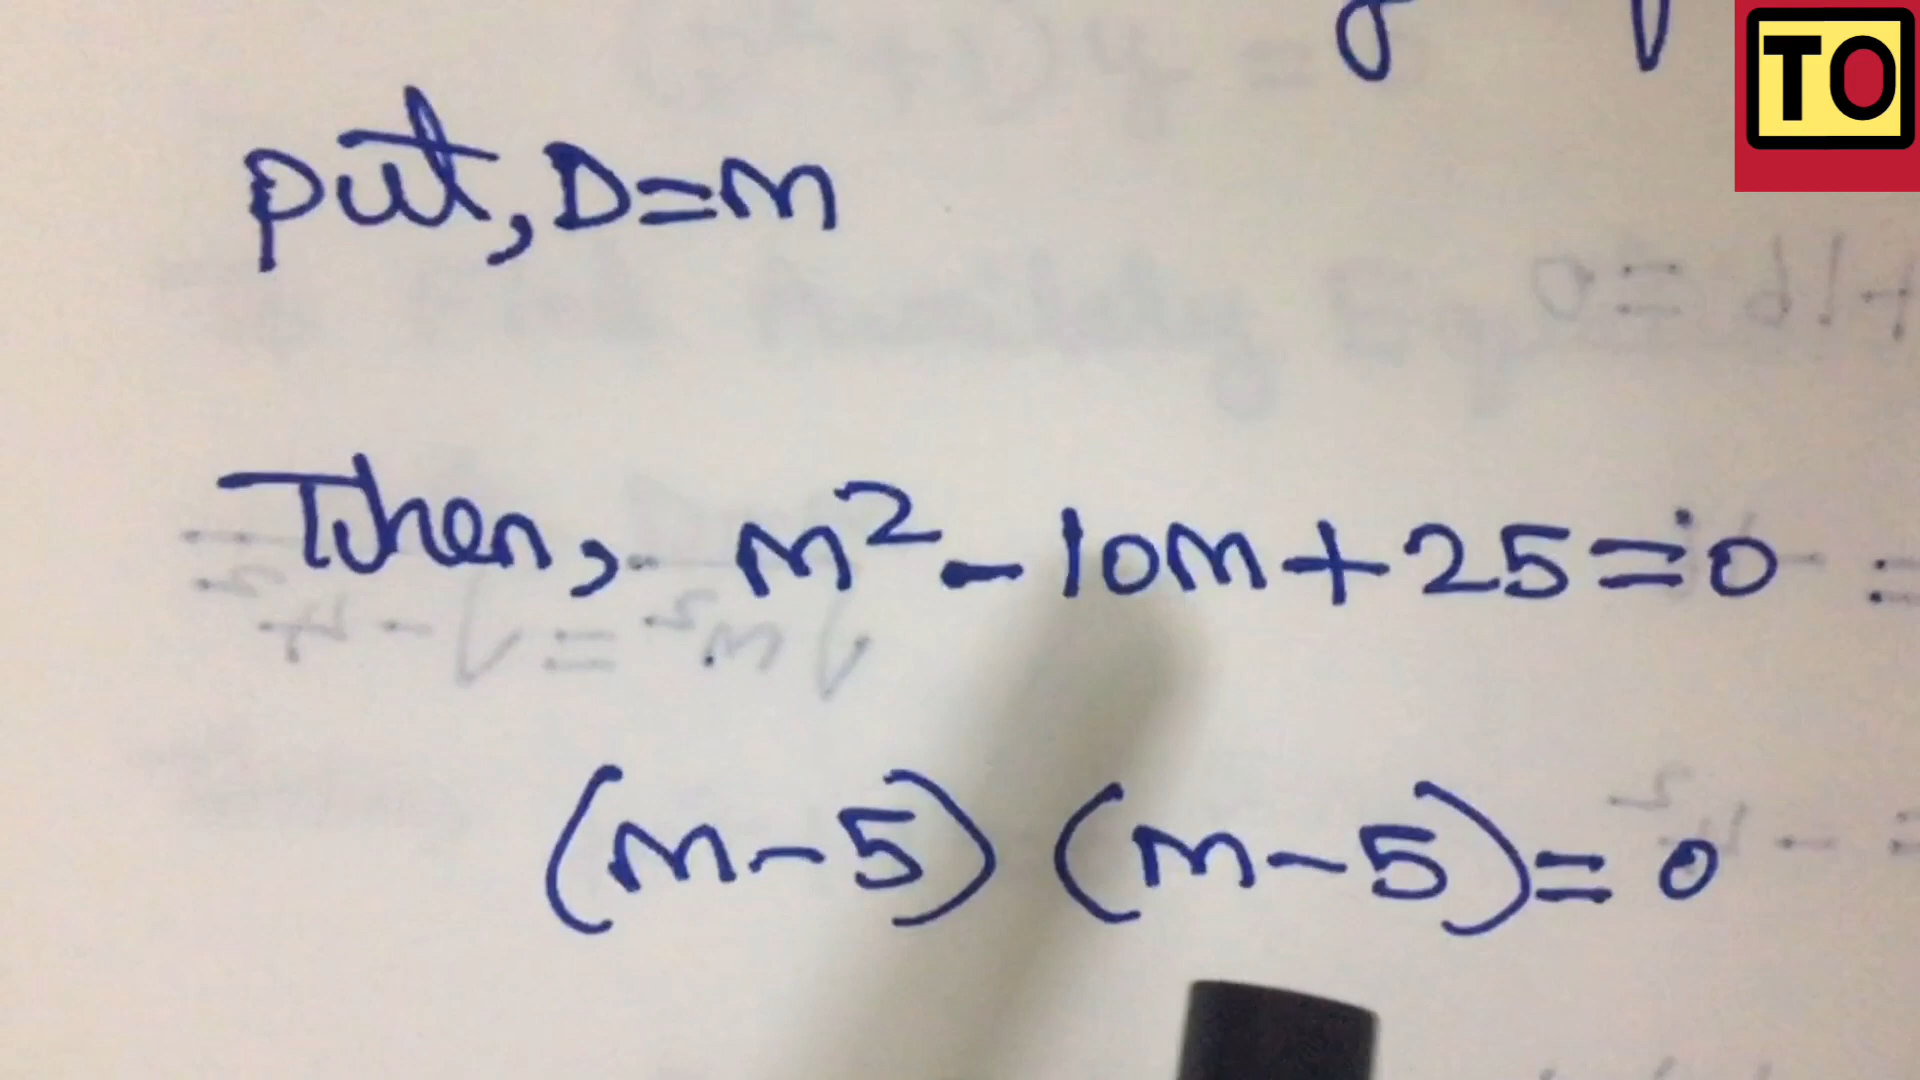 TO
put, D=m
Then, m² - 10m + 25 = 0
(m-5) (m-5) = 0